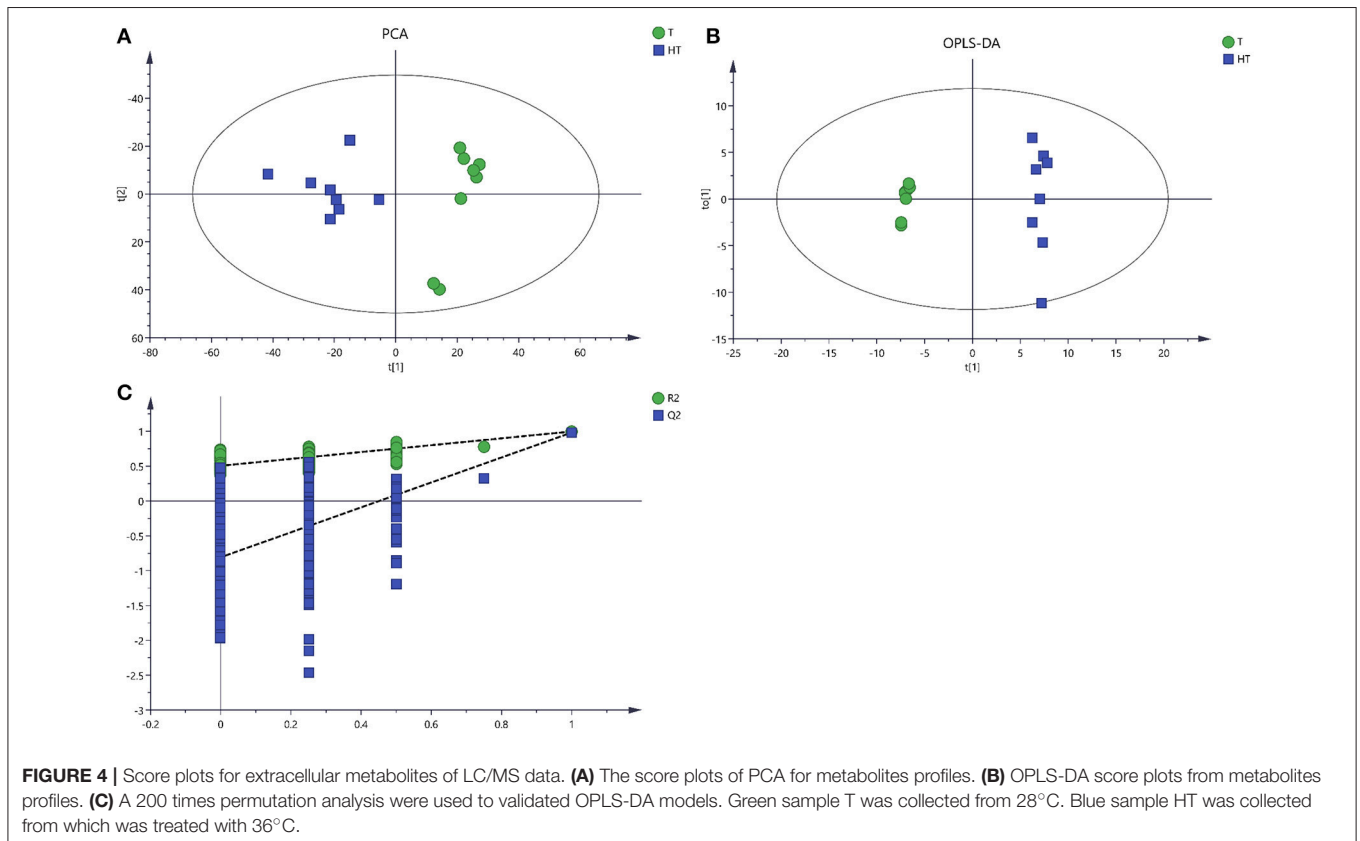 A
PCA
T
HT
-40
-20
0
20
40
60
t[2]
-80
-60
-40
-20
0
20
40
60
t[1]
B
OPLS-DA
T
HT
10
5
0
-5
-10
-15
to[1]
-25
-20
-15
-10
-5
0
5
10
15
20
t[1]
C
R2
Q2
1
0.5
0
-0.5
-1
-1.5
-2
-2.5
-3
-0.2
0
0.2
0.4
0.6
0.8
1
FIGURE 4 | Score plots for extracellular metabolites of LC/MS data. (A) The score plots of PCA for metabolites profiles. (B) OPLS-DA score plots from metabolites
profiles. (C) A 200 times permutation analysis were used to validated OPLS-DA models. Green sample T was collected from 28°C. Blue sample HT was collected
from which was treated with 36°C.